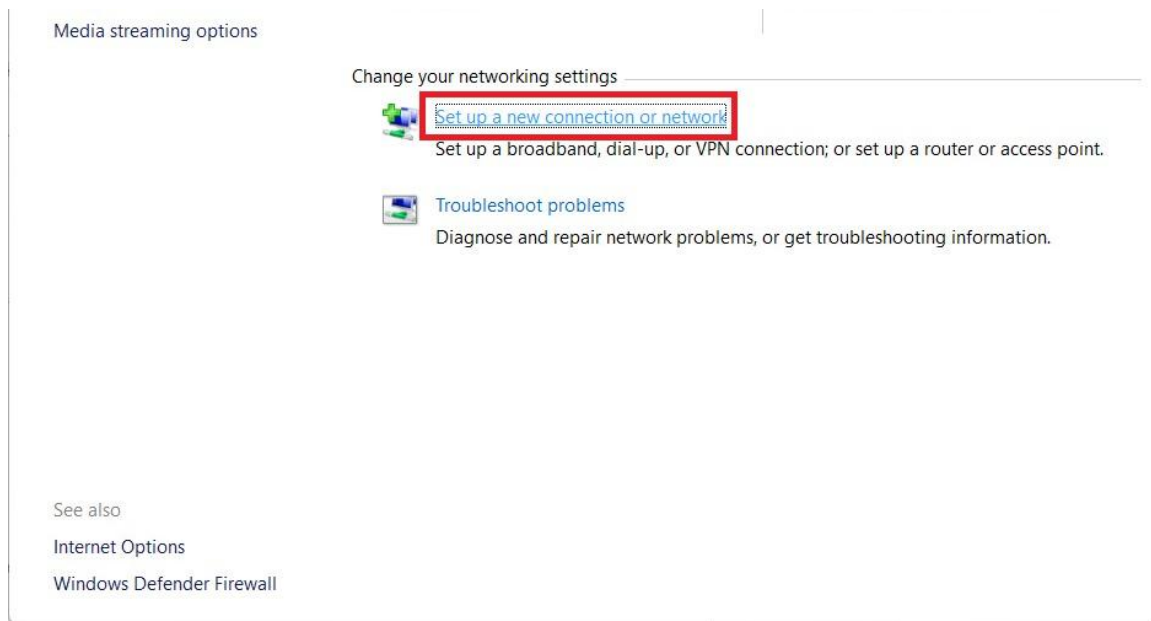 Media streaming options
Change your networking settings
Set up a new connection or network
Set up a broadband, dial-up, or VPN connection; or set up a router or access point.
Troubleshoot problems
Diagnose and repair network problems, or get troubleshooting information.
See also
Internet Options
Windows Defender Firewall